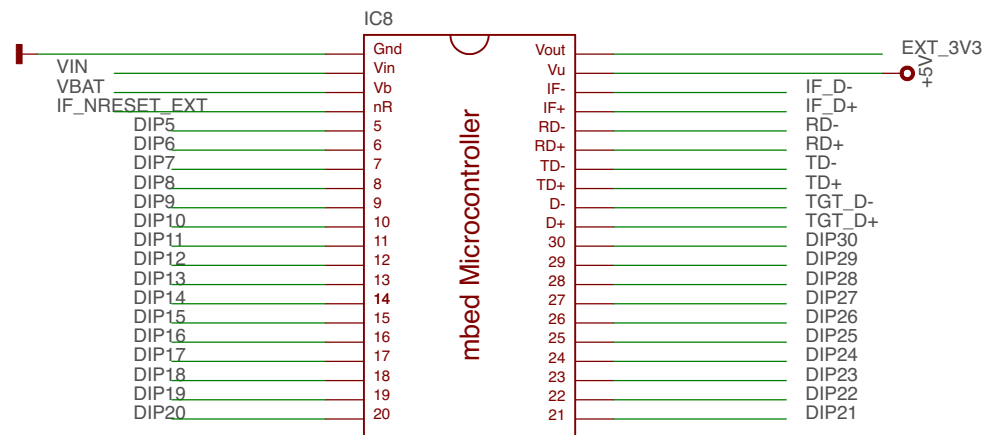 IC8
Gnd Vout EXT_3V3
VIN Vin Vu +5V
VBAT Vb IF- IF_D-
IF_NRESET_EXT nR IF+ IF_D+
DIP5 5 RD- RD-
DIP6 6 RD+ RD+
DIP7 7 TD- TD-
DIP8 8 TD+ TD+
DIP9 9 D- TGT_D-
DIP10 10 D+ TGT_D+
DIP11 11 30 DIP30
DIP12 12 29 DIP29
DIP13 13 28 DIP28
DIP14 14 27 DIP27
DIP15 15 26 DIP26
DIP16 16 25 DIP25
DIP17 17 24 DIP24
DIP18 18 23 DIP23
DIP19 19 22 DIP22
DIP20 20 21 DIP21
mbed Microcontroller